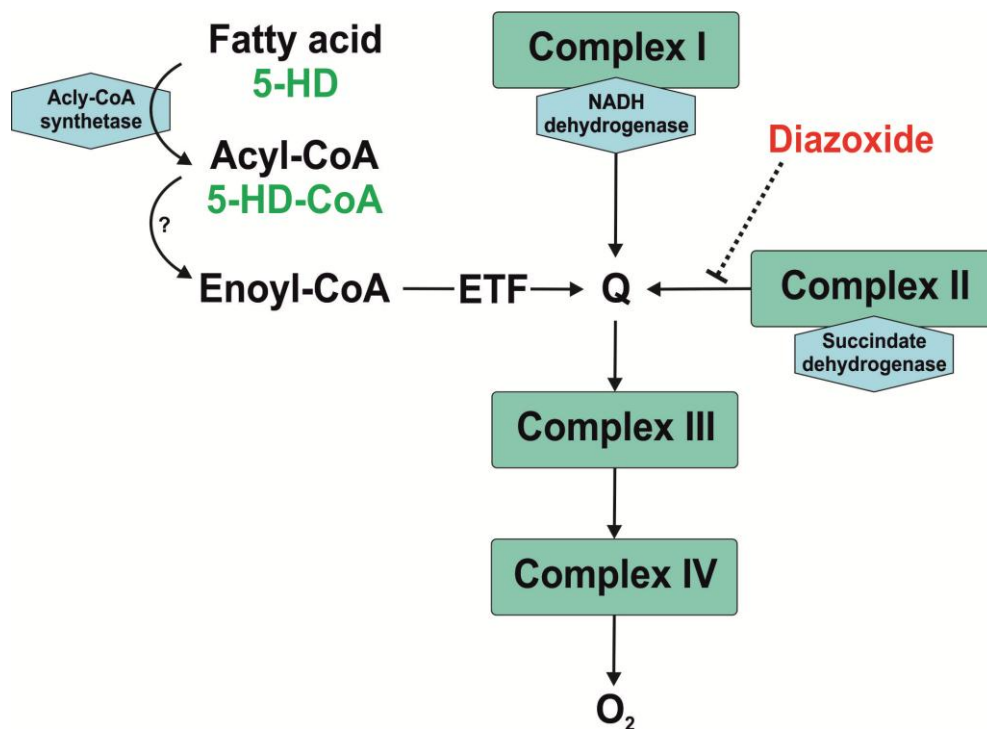 Fatty acid
5-HD
Acly-CoA
synthetase
Acyl-CoA
5-HD-CoA
?
Enoyl-CoA
ETF
Q
Complex I
NADH
dehydrogenase
Diazoxide
Complex II
Succindate
dehydrogenase
Complex III
Complex IV
O₂